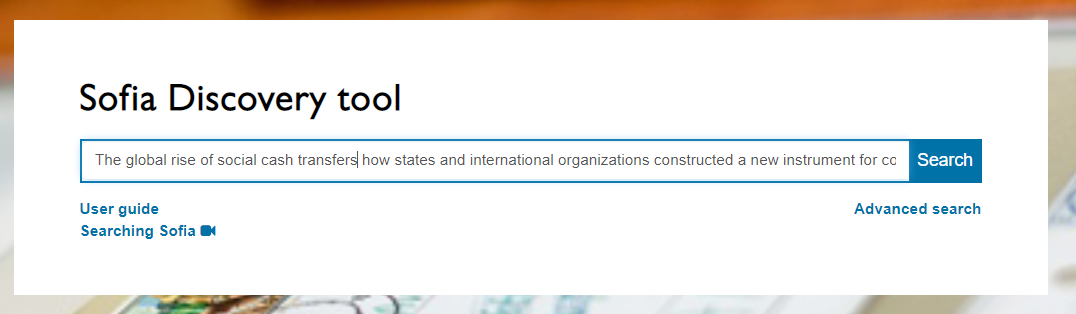 Sofia Discovery tool
The global rise of social cash transfers how states and international organizations constructed a new instrument for co
Search
User guide
Advanced search
Searching Sofia